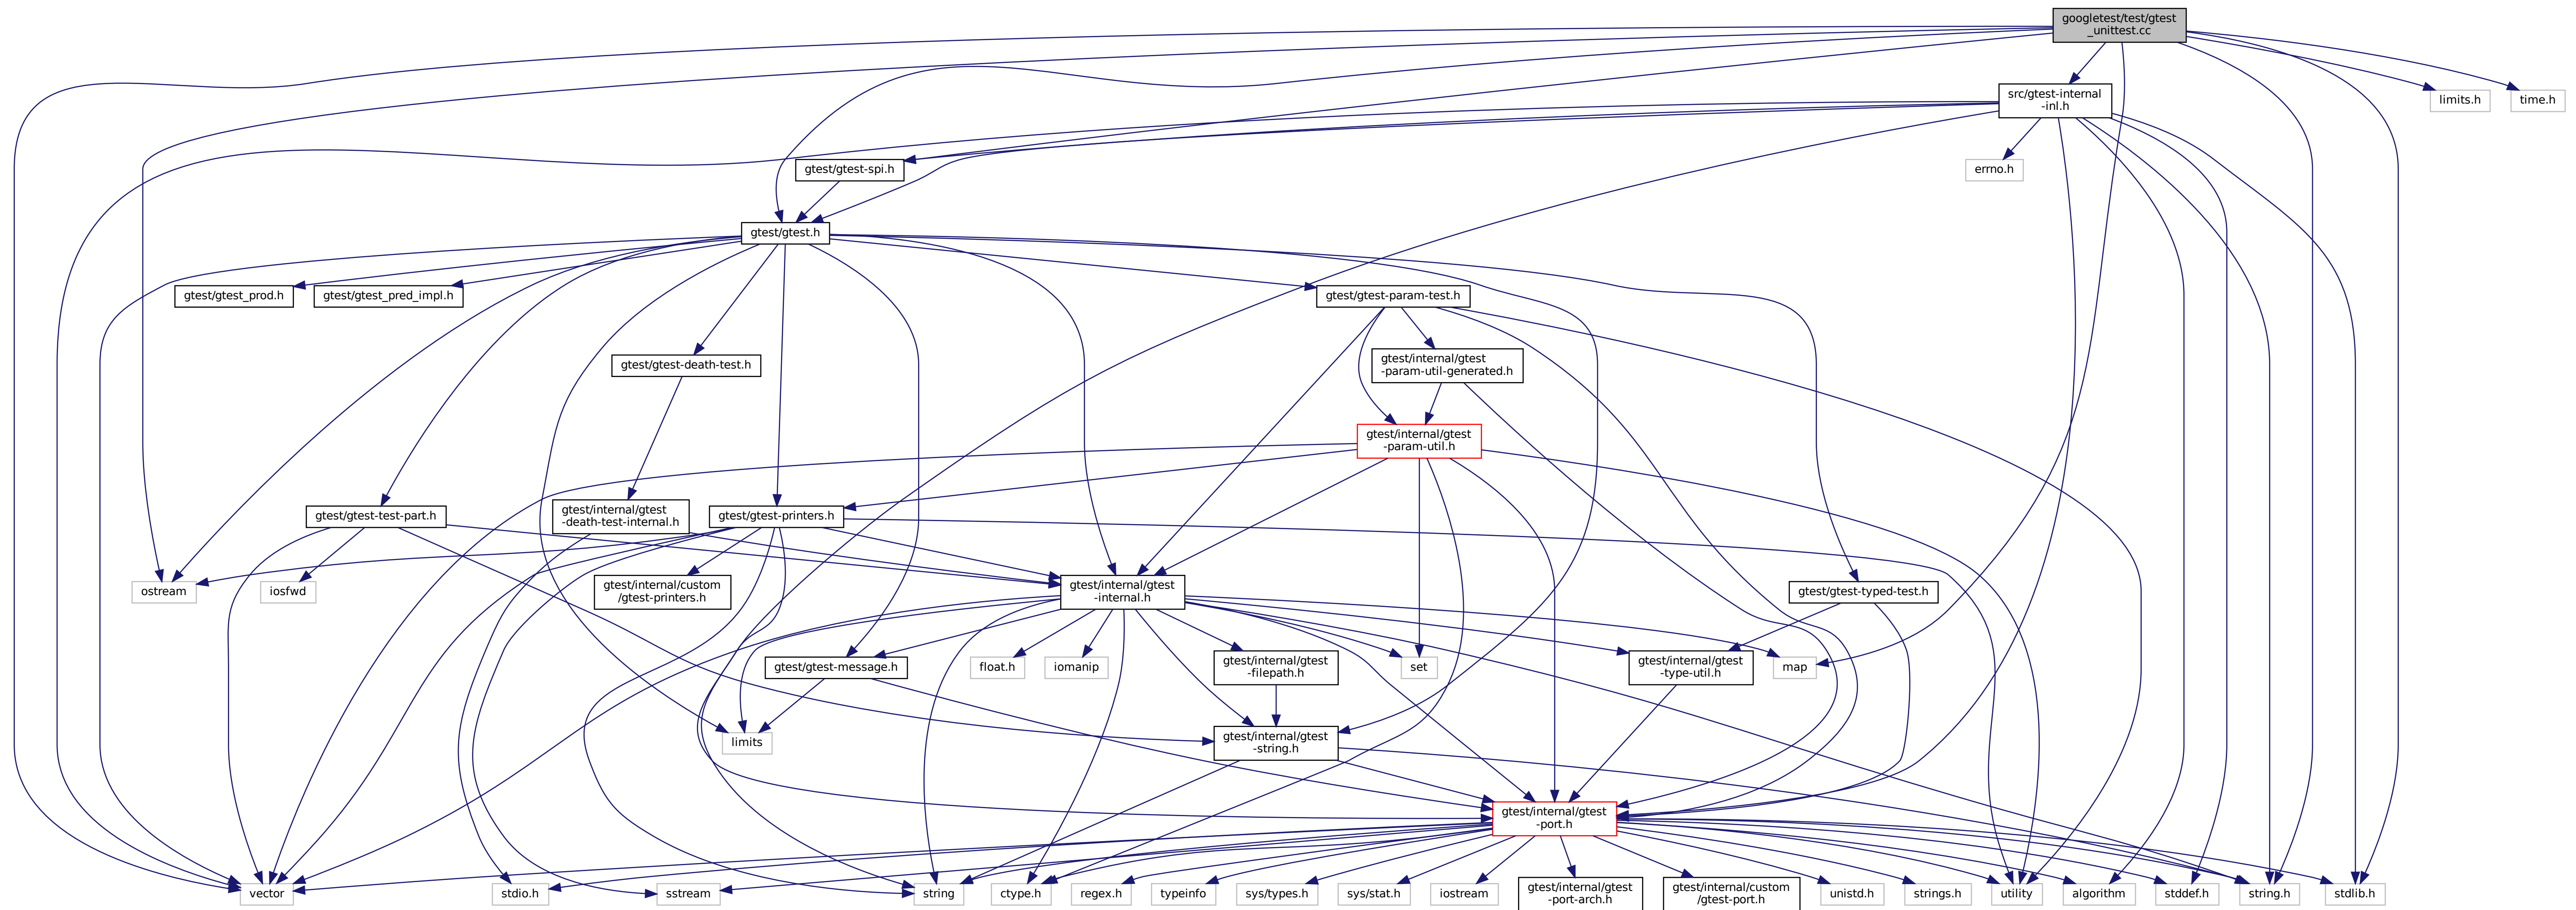 googletest/test/gtest
_unittest.cc
src/gtest-internal
-inl.h
limits.h
time.h
gtest/gtest-spi.h
errno.h
gtest/gtest.h
gtest/gtest_prod.h
gtest/gtest_pred_impl.h
gtest/gtest-param-test.h
gtest/gtest-death-test.h
gtest/internal/gtest
-param-util-generated.h
gtest/internal/gtest
-param-util.h
gtest/gtest-test-part.h
gtest/internal/gtest
-death-test-internal.h
gtest/gtest-printers.h
ostream
iosfwd
gtest/internal/custom
/gtest-printers.h
gtest/internal/gtest
-internal.h
gtest/gtest-typed-test.h
gtest/gtest-message.h
float.h
iomanip
gtest/internal/gtest
-filepath.h
set
gtest/internal/gtest
-type-util.h
map
limits
gtest/internal/gtest
-string.h
gtest/internal/gtest
-port.h
vector
stdio.h
sstream
string
ctype.h
regex.h
typeinfo
sys/types.h
sys/stat.h
iostream
gtest/internal/gtest
-port-arch.h
gtest/internal/custom
/gtest-port.h
unistd.h
strings.h
utility
algorithm
stddef.h
string.h
stdlib.h